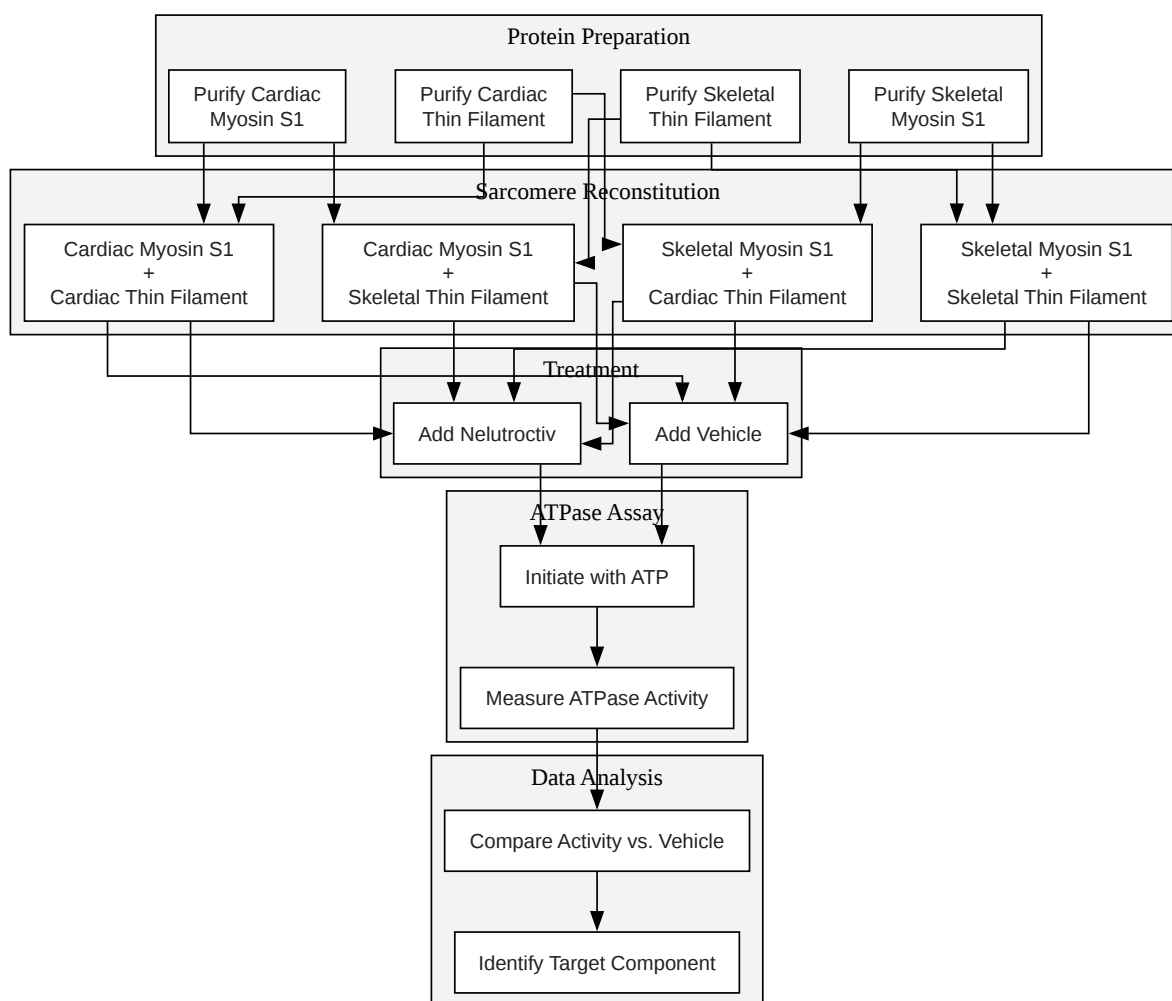 Protein Preparation
Purify Cardiac
Myosin S1
Purify Cardiac
Thin Filament
Purify Skeletal
Thin Filament
Purify Skeletal
Myosin S1
Sarcomere Reconstitution
Cardiac Myosin S1
+
Cardiac Thin Filament
Cardiac Myosin S1
+
Skeletal Thin Filament
Skeletal Myosin S1
+
Cardiac Thin Filament
Skeletal Myosin S1
+
Skeletal Thin Filament
Treatment
Add Nelutroctiv
Add Vehicle
ATPase Assay
Initiate with ATP
Measure ATPase Activity
Data Analysis
Compare Activity vs. Vehicle
Identify Target Component